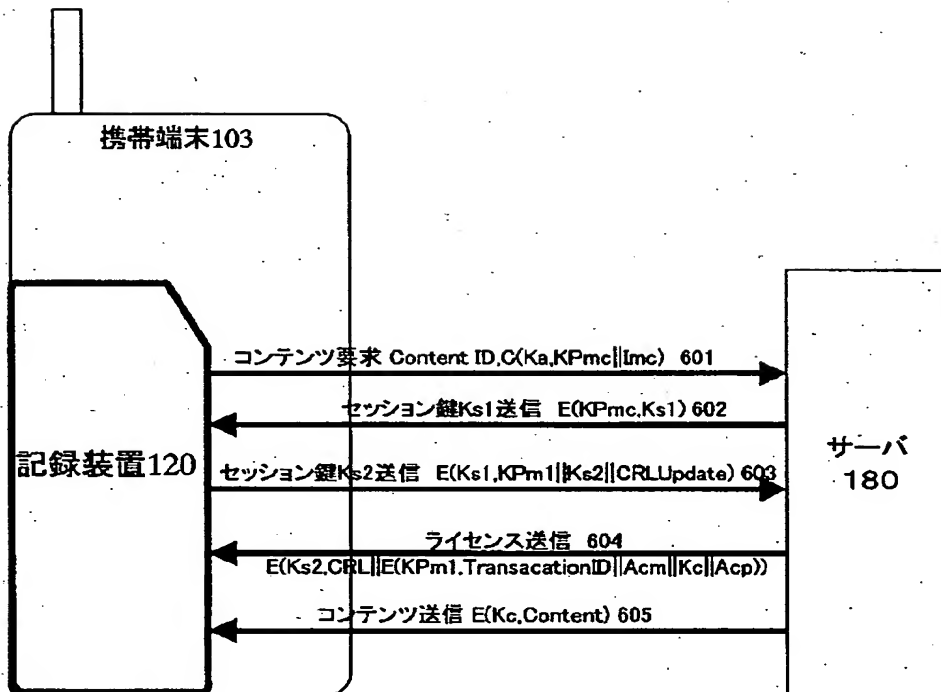 携帯端末103
コンテンツ要求 Content ID,C(Ka,KPmc||Imc) 601
セッション鍵Ks1送信 E(KPmc,Ks1) 602
記録装置120
セッション鍵Ks2送信 E(Ks1,KPm1||Ks2||CRLUpdate) 603
サーバ
180
ライセンス送信 604
E(Ks2,CRL||E(KPm1,TransacationID||Acm||Kc||Acp))
コンテンツ送信 E(Kc,Content) 605